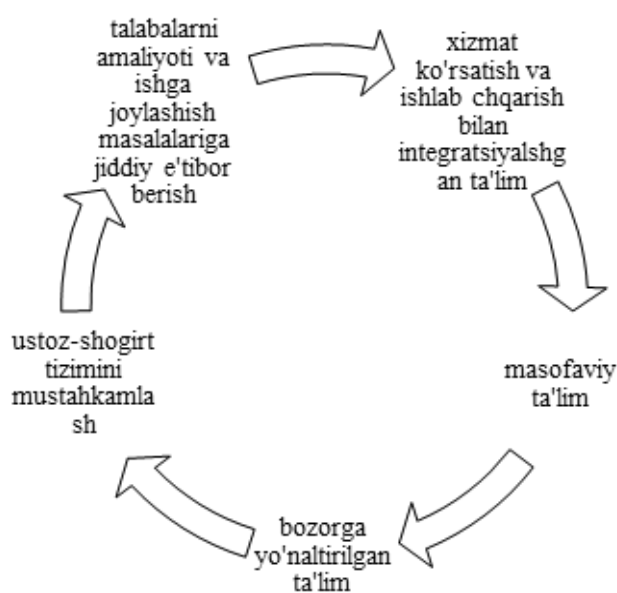 talabalarni
amaliyoti va
ishga
joylashish
masalalariga
jiddiy e'tibor
berish
xizmat
ko'rsatish va
ishlab chqarish
bilan
integratsiyalshg
an ta'lim
masofaviy
ta'lim
bozorga
yo'naltirilgan
ta'lim
ustoz-shogirt
tizimini
mustahkamla
sh